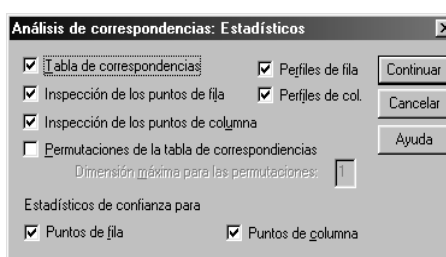 Análisis de correspondencias: Estadísticos
Tabla de correspondencias
Perfiles de fila
Continuar
Inspección de los puntos de fila
Perfiles de col.
Cancelar
Inspección de los puntos de columna
Permutaciones de la tabla de correspondiencias
Ayuda
Dimensión máxima para las permutaciones: 1
Estadísticos de confianza para
Puntos de fila
Puntos de columna